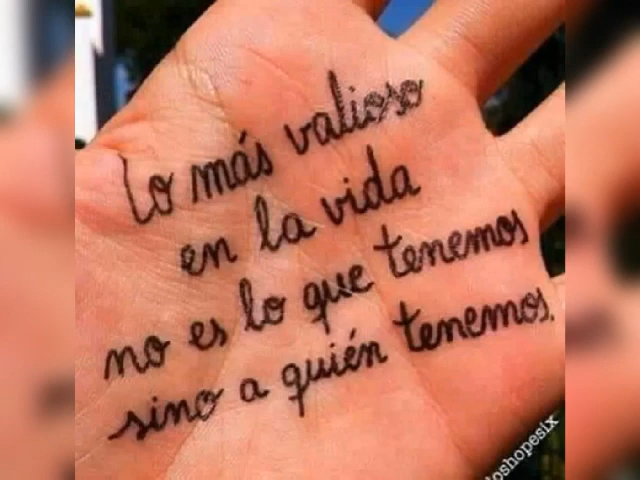 Lo más valioso
en la vida
no es lo que tenemos
sino a quién tenemos.